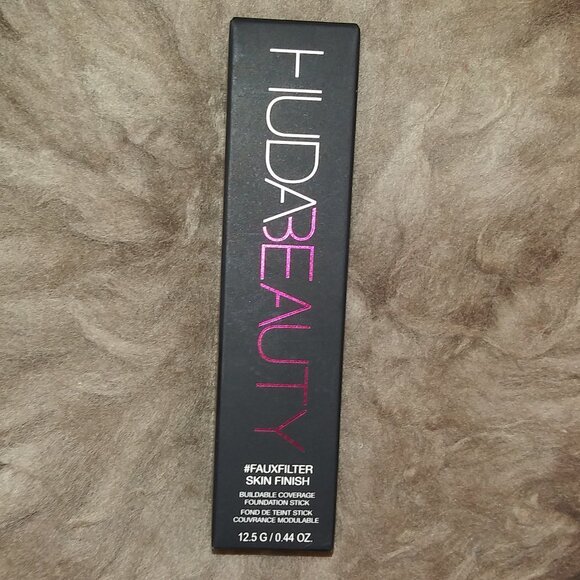 HUDABEAUTY
#FAUXFILTER
SKIN FINISH
BUILDABLE COVERAGE
FOUNDATION STICK
FOND DE TEINT STICK
COUVRANCE MODULABLE
12.5 G / 0.44 OZ.